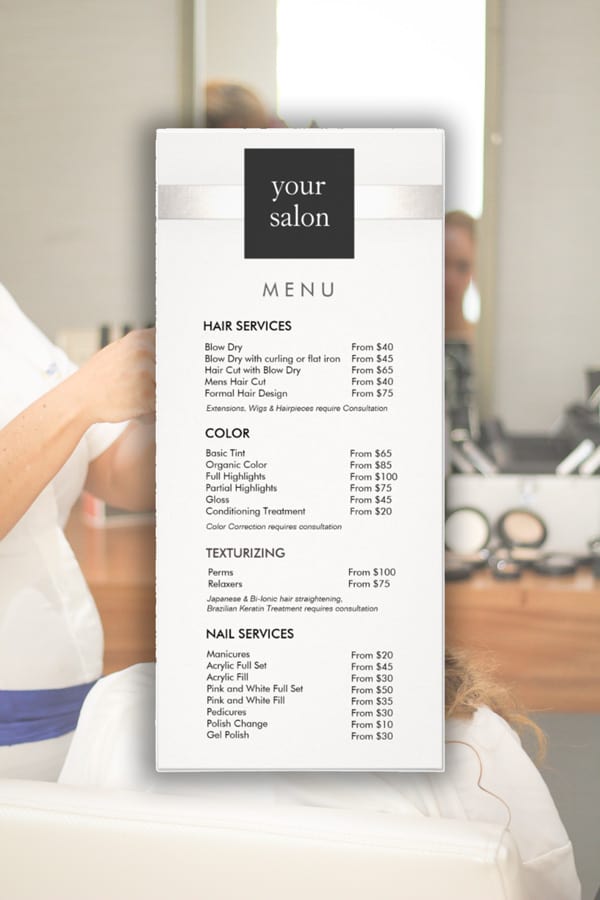 your
salon
MENU
HAIR SERVICES
Blow Dry From $40
Blow Dry with curling or flat iron From $45
Hair Cut with Blow Dry From $65
Mens Hair Cut From $40
Formal Hair Design From $75
Extensions, Wigs & Hairpieces require Consultation
COLOR
Basic Tint From $65
Organic Color From $85
Full Highlights From $100
Partial Highlights From $75
Gloss From $45
Conditioning Treatment From $20
Color Correction requires consultation
TEXTURIZING
Perms From $100
Relaxers From $75
Japanese & Bi-Ionic hair straightening,
Brazilian Keratin Treatment requires consultation
NAIL SERVICES
Manicures From $20
Acrylic Full Set From $45
Acrylic Fill From $30
Pink and White Full Set From $50
Pink and White Fill From $35
Pedicures From $30
Polish Change From $10
Gel Polish From $30